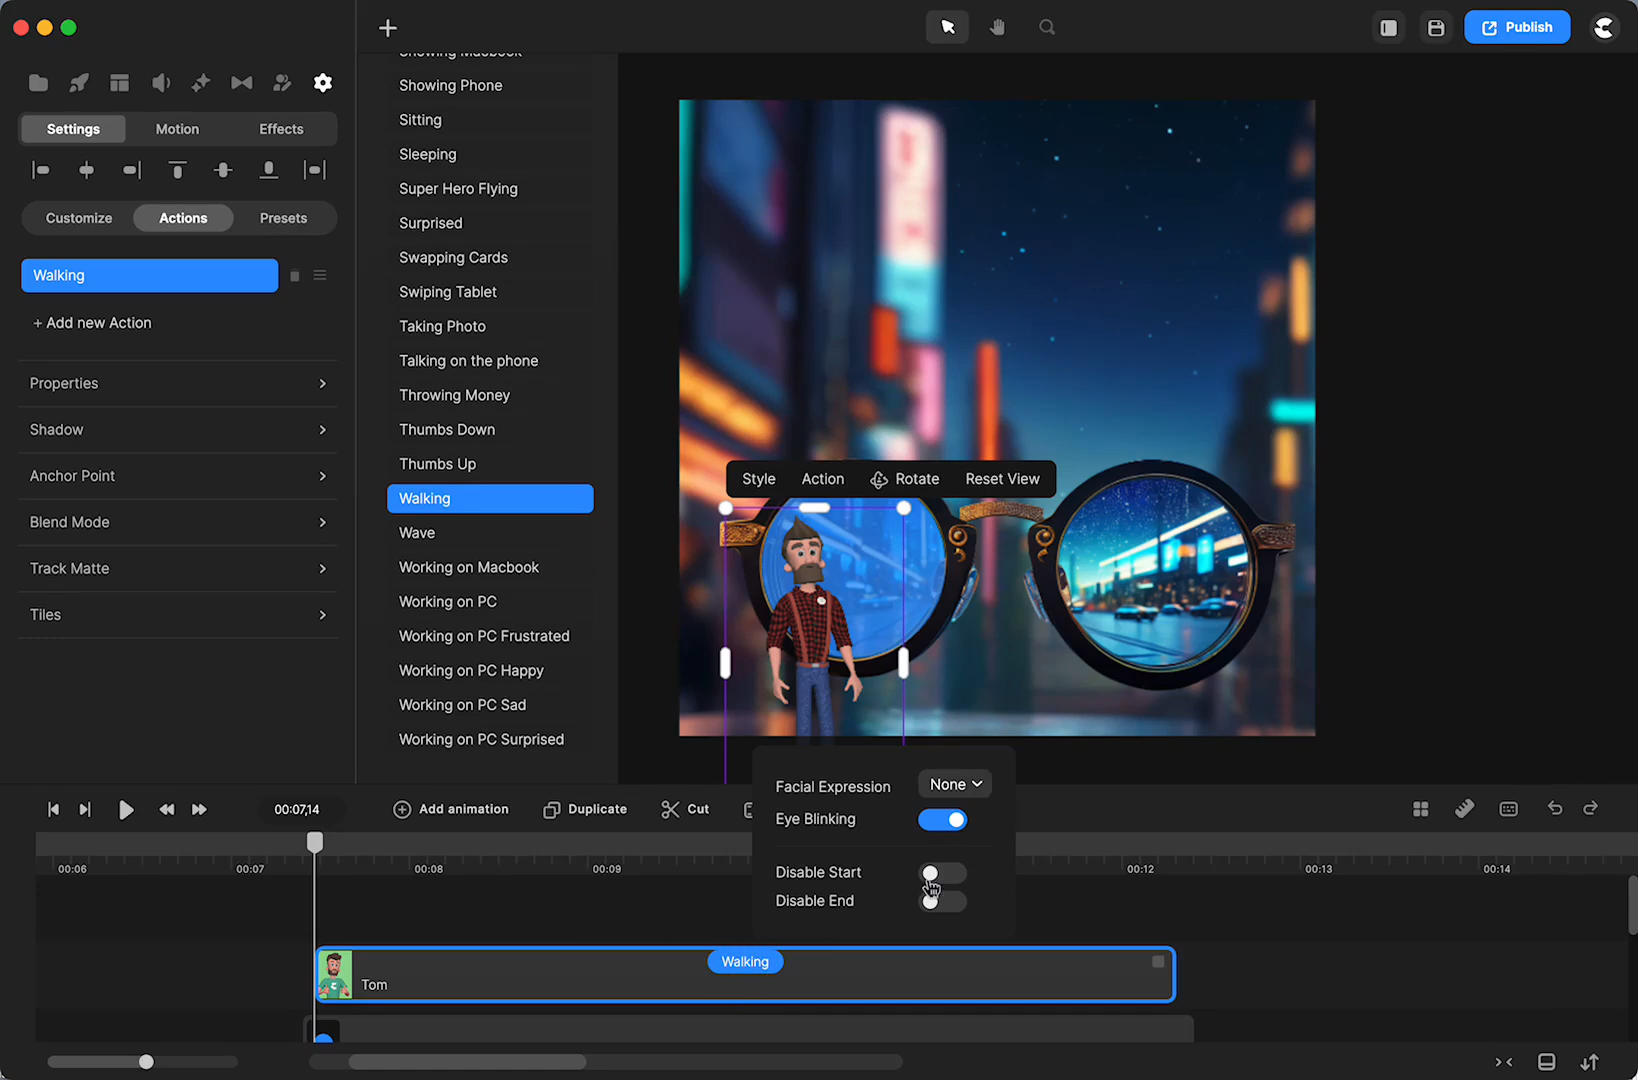 Publish
Settings
Motion
Effects
Customize
Actions
Presets
Walking
+ Add new Action
Properties
Shadow
Anchor Point
Blend Mode
Track Matte
Tiles
Showing Macbook
Showing Phone
Sitting
Sleeping
Super Hero Flying
Surprised
Swapping Cards
Swiping Tablet
Taking Photo
Talking on the phone
Throwing Money
Thumbs Down
Thumbs Up
Walking
Wave
Working on Macbook
Working on PC
Working on PC Frustrated
Working on PC Happy
Working on PC Sad
Working on PC Surprised
Style
Action
Rotate
Reset View
Facial Expression
None
Eye Blinking
Disable Start
Disable End
00:07,14
Add animation
Duplicate
Cut
00:06
00:07
00:08
00:09
00:12
00:13
00:14
Walking
Tom